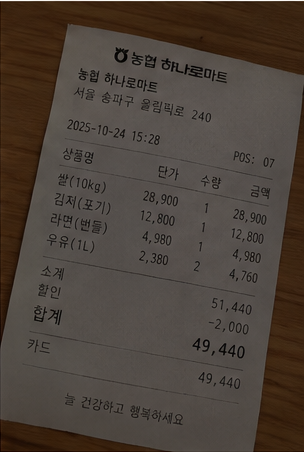 농협 하나로마트
농협 하나로마트
서울 송파구 올림픽로 240
2025-10-24 15:28 POS: 07
상품명 단가 수량 금액
쌀(10kg) 28,900 1 28,900
김치(포기) 12,800 1 12,800
라면(번들) 4,980 1 4,980
우유(1L) 2,380 2 4,760
소계 51,440
할인 -2,000
합계 49,440
카드 49,440
늘 건강하고 행복하세요